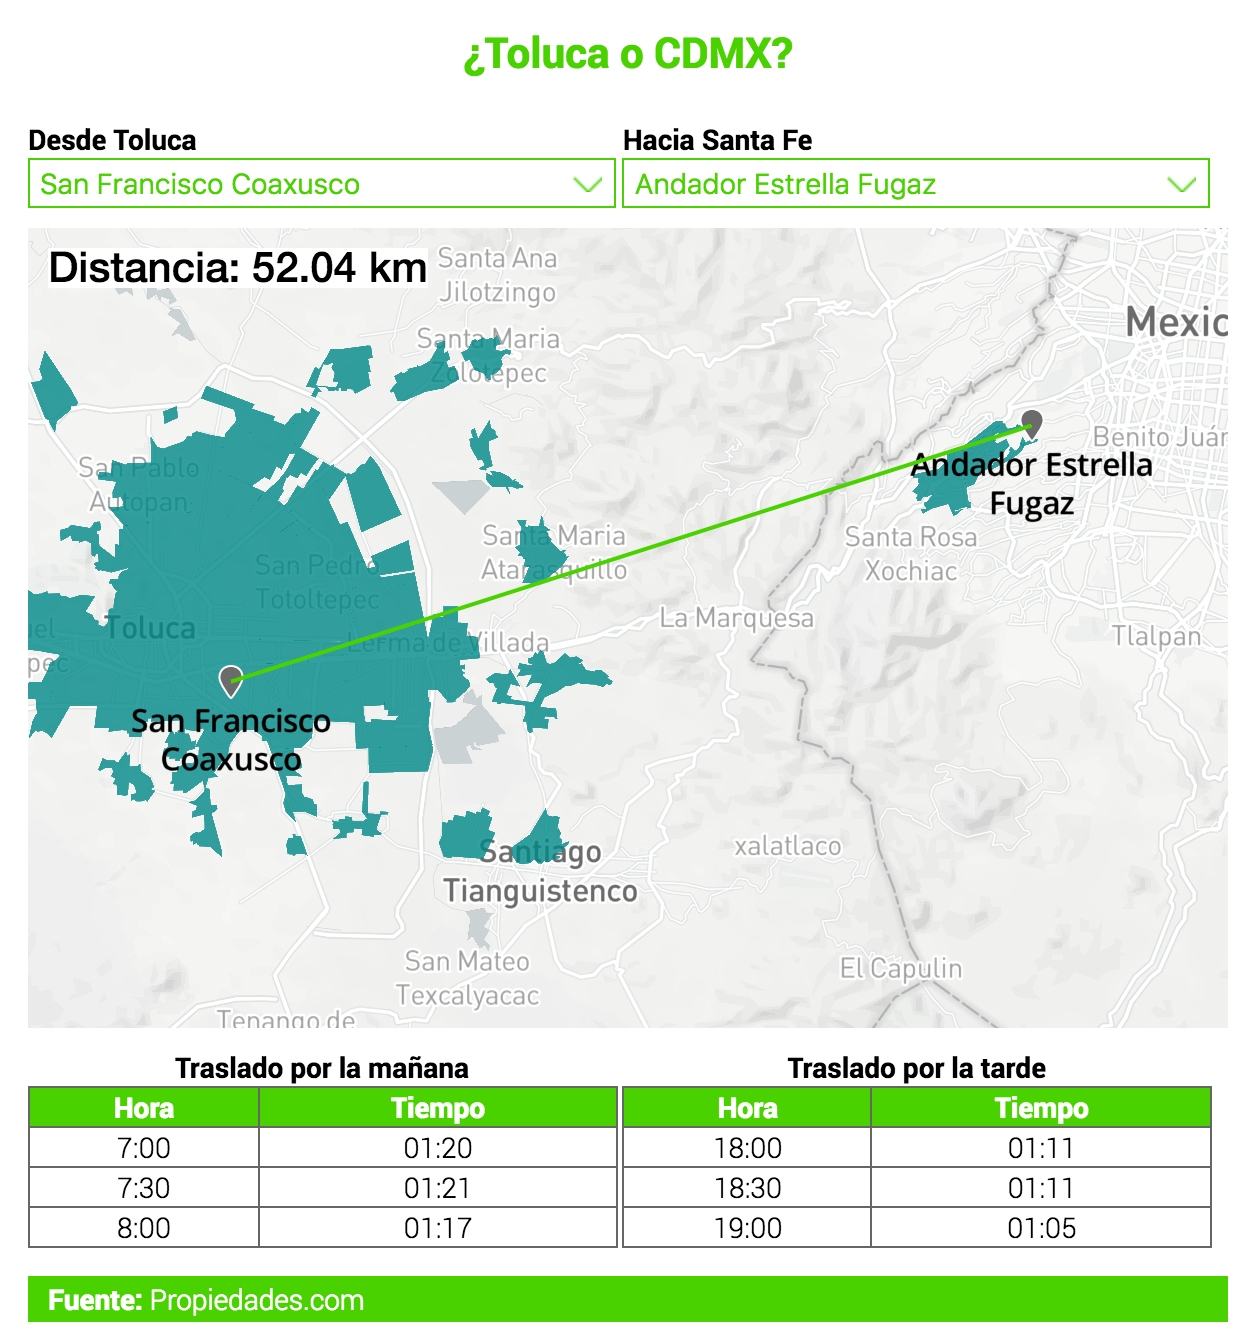 ¿Toluca o CDMX?
Desde Toluca
Hacia Santa Fe
San Francisco Coaxusco
Andador Estrella Fugaz
Distancia: 52.04 km
Santa Ana
Jilotzingo
Mexic
Santa Maria
Zolotepec
Benito Juár
San Pablo
Autopan
Andador Estrella
Fugaz
Santa Maria
Atarasquillo
Santa Rosa
Xochiac
San Pedro
Totoltepec
La Marquesa
Toluca
uel
pec
Lerma de Villada
Tlalpan
San Francisco
Coaxusco
Santiago
Tianguistenco
xalatlaco
San Mateo
Texcalyacac
El Capulin
Tenango de
Traslado por la mañana
Traslado por la tarde
Hora Tiempo Hora Tiempo
7:00 01:20 18:00 01:11
7:30 01:21 18:30 01:11
8:00 01:17 19:00 01:05
Fuente: Propiedades.com